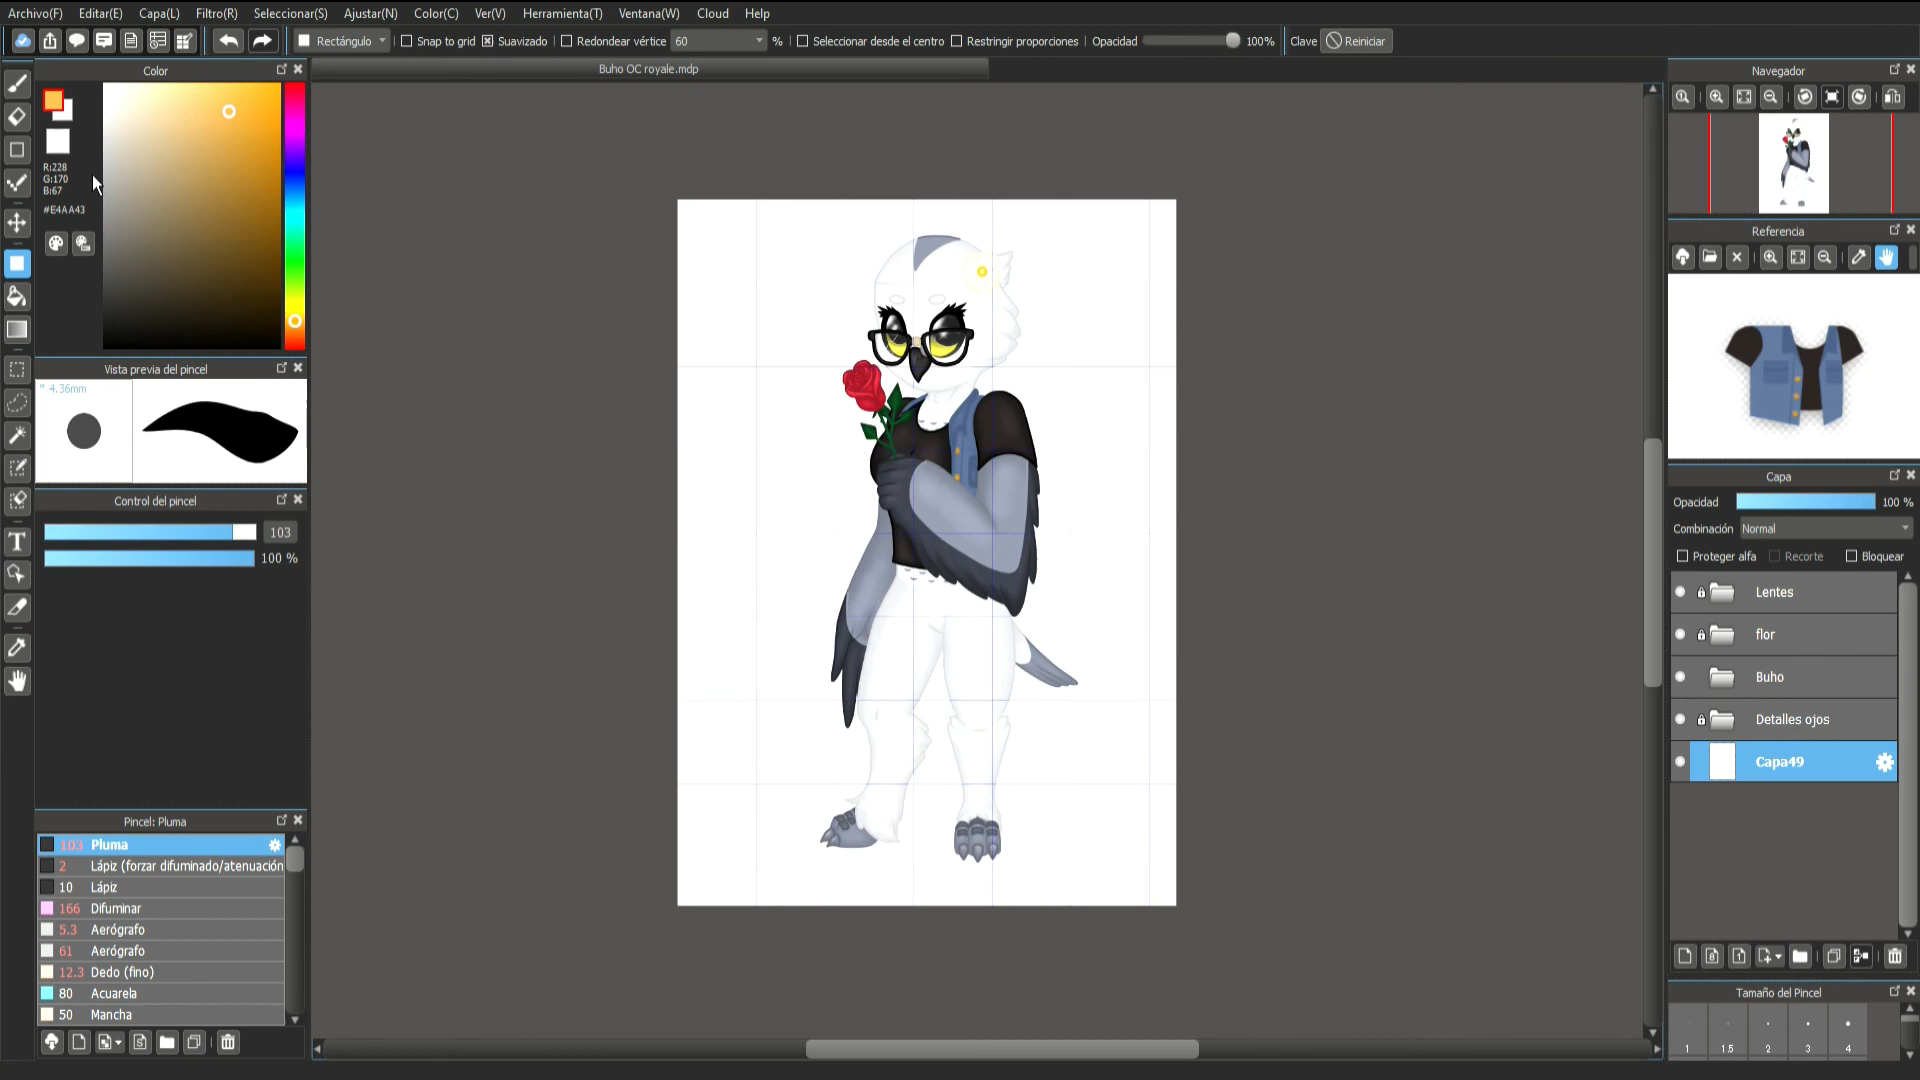 Archivo(F) Editar(E) Capa(L) Filtro(R) Seleccionar(S) Ajustar(N) Color(C) Ver(V) Herramienta(T) Ventana(W) Cloud Help
Rectángulo Snap to grid Suavizado Redondear vértice 60 % Seleccionar desde el centro Restringir proporciones Opacidad 100% Clave Reiniciar
Color
Buho OC royale.mdp
R:228
G:170
B:67
#E4AA43
Vista previa del pincel
4.36mm
Control del pincel
103
100 %
Pincel: Pluma
103 Pluma
2 Lápiz (forzar difuminado/atenuación
10 Lápiz
166 Difuminar
5.3 Aerógrafo
61 Aerógrafo
12.3 Dedo (fino)
80 Acuarela
50 Mancha
Navegador
Referencia
Capa
Opacidad 100 %
Combinación Normal
Proteger alfa Recorte Bloquear
Lentes
flor
Buho
Detalles ojos
Capa49
Tamaño del Pincel
1 1.5 2 3 4